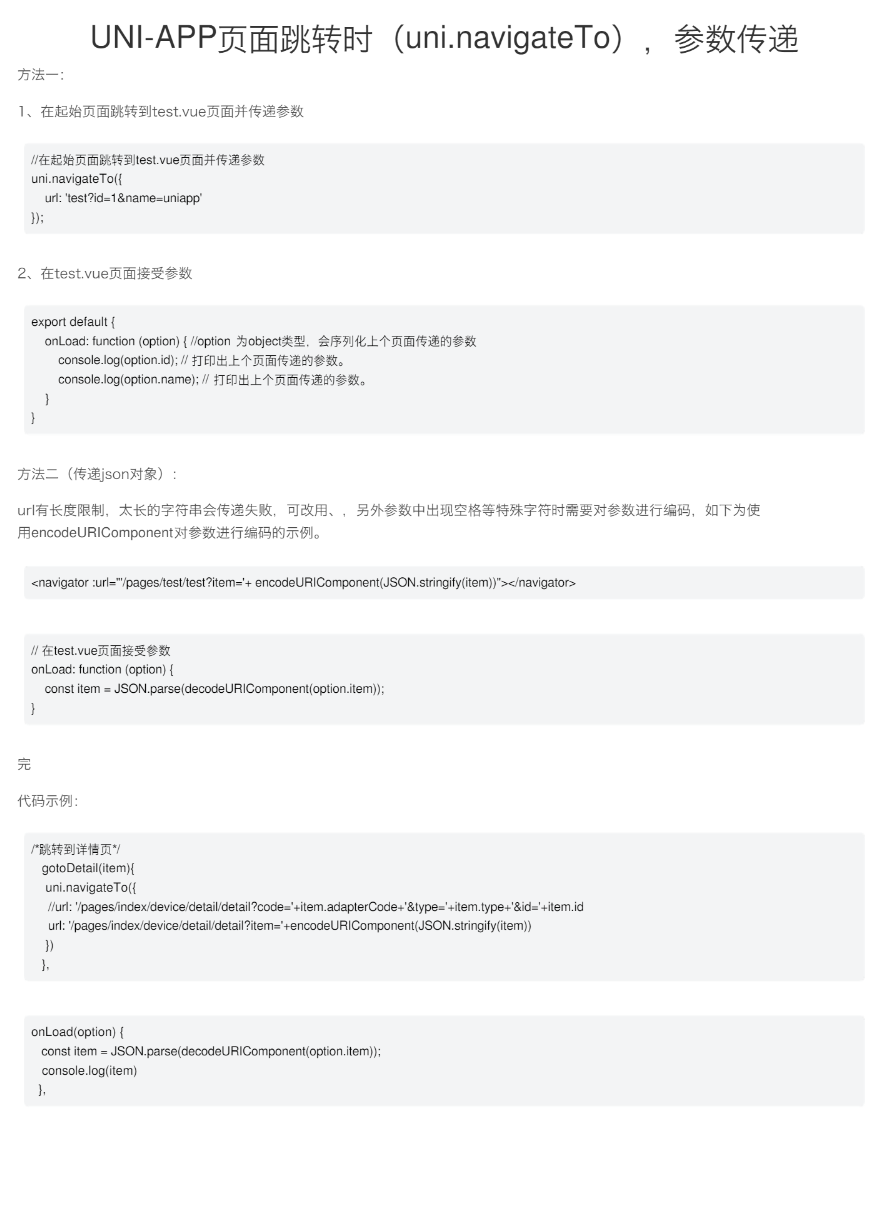 UNI-APP页面跳转时（uni.navigateTo），参数传递
方法一：
1、在起始页面跳转到test.vue页面并传递参数
//在起始页面跳转到test.vue页面并传递参数
uni.navigateTo({
url: 'test?id=1&name=uniapp'
});
2、在test.vue页面接受参数
export default {
onLoad: function (option) { //option 为object类型，会序列化上个页面传递的参数
console.log(option.id); // 打印出上个页面传递的参数。
console.log(option.name); // 打印出上个页面传递的参数。
}
}
方法二（传递json对象）：
url有长度限制，太长的字符串会传递失败，可改用、，另外参数中出现空格等特殊字符时需要对参数进行编码，如下为使
用encodeURIComponent对参数进行编码的示例。
<navigator :url="'/pages/test/test?item='+ encodeURIComponent(JSON.stringify(item))"></navigator>
// 在test.vue页面接受参数
onLoad: function (option) {
const item = JSON.parse(decodeURIComponent(option.item));
}
完
代码示例：
/*跳转到详情页*/
gotoDetail(item){
uni.navigateTo({
//url: '/pages/index/device/detail/detail?code='+item.adapterCode+'&type='+item.type+'&id='+item.id
url: '/pages/index/device/detail/detail?item='+encodeURIComponent(JSON.stringify(item))
})
},
onLoad(option) {
const item = JSON.parse(decodeURIComponent(option.item));
console.log(item)
},